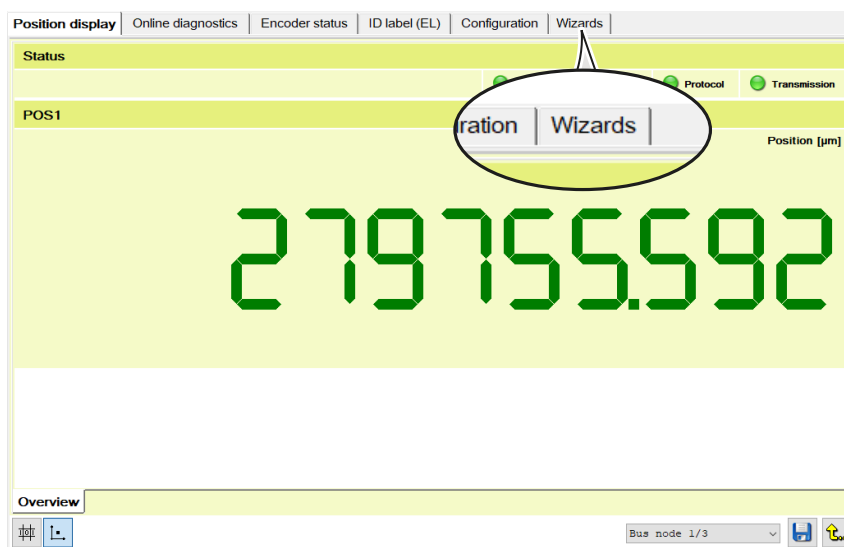 Position display Online diagnostics Encoder status ID label (EL) Configuration Wizards
Status
Protocol Transmission
POS1
uration Wizards
Position [µm]
279755.592
Overview
Bus node 1/3